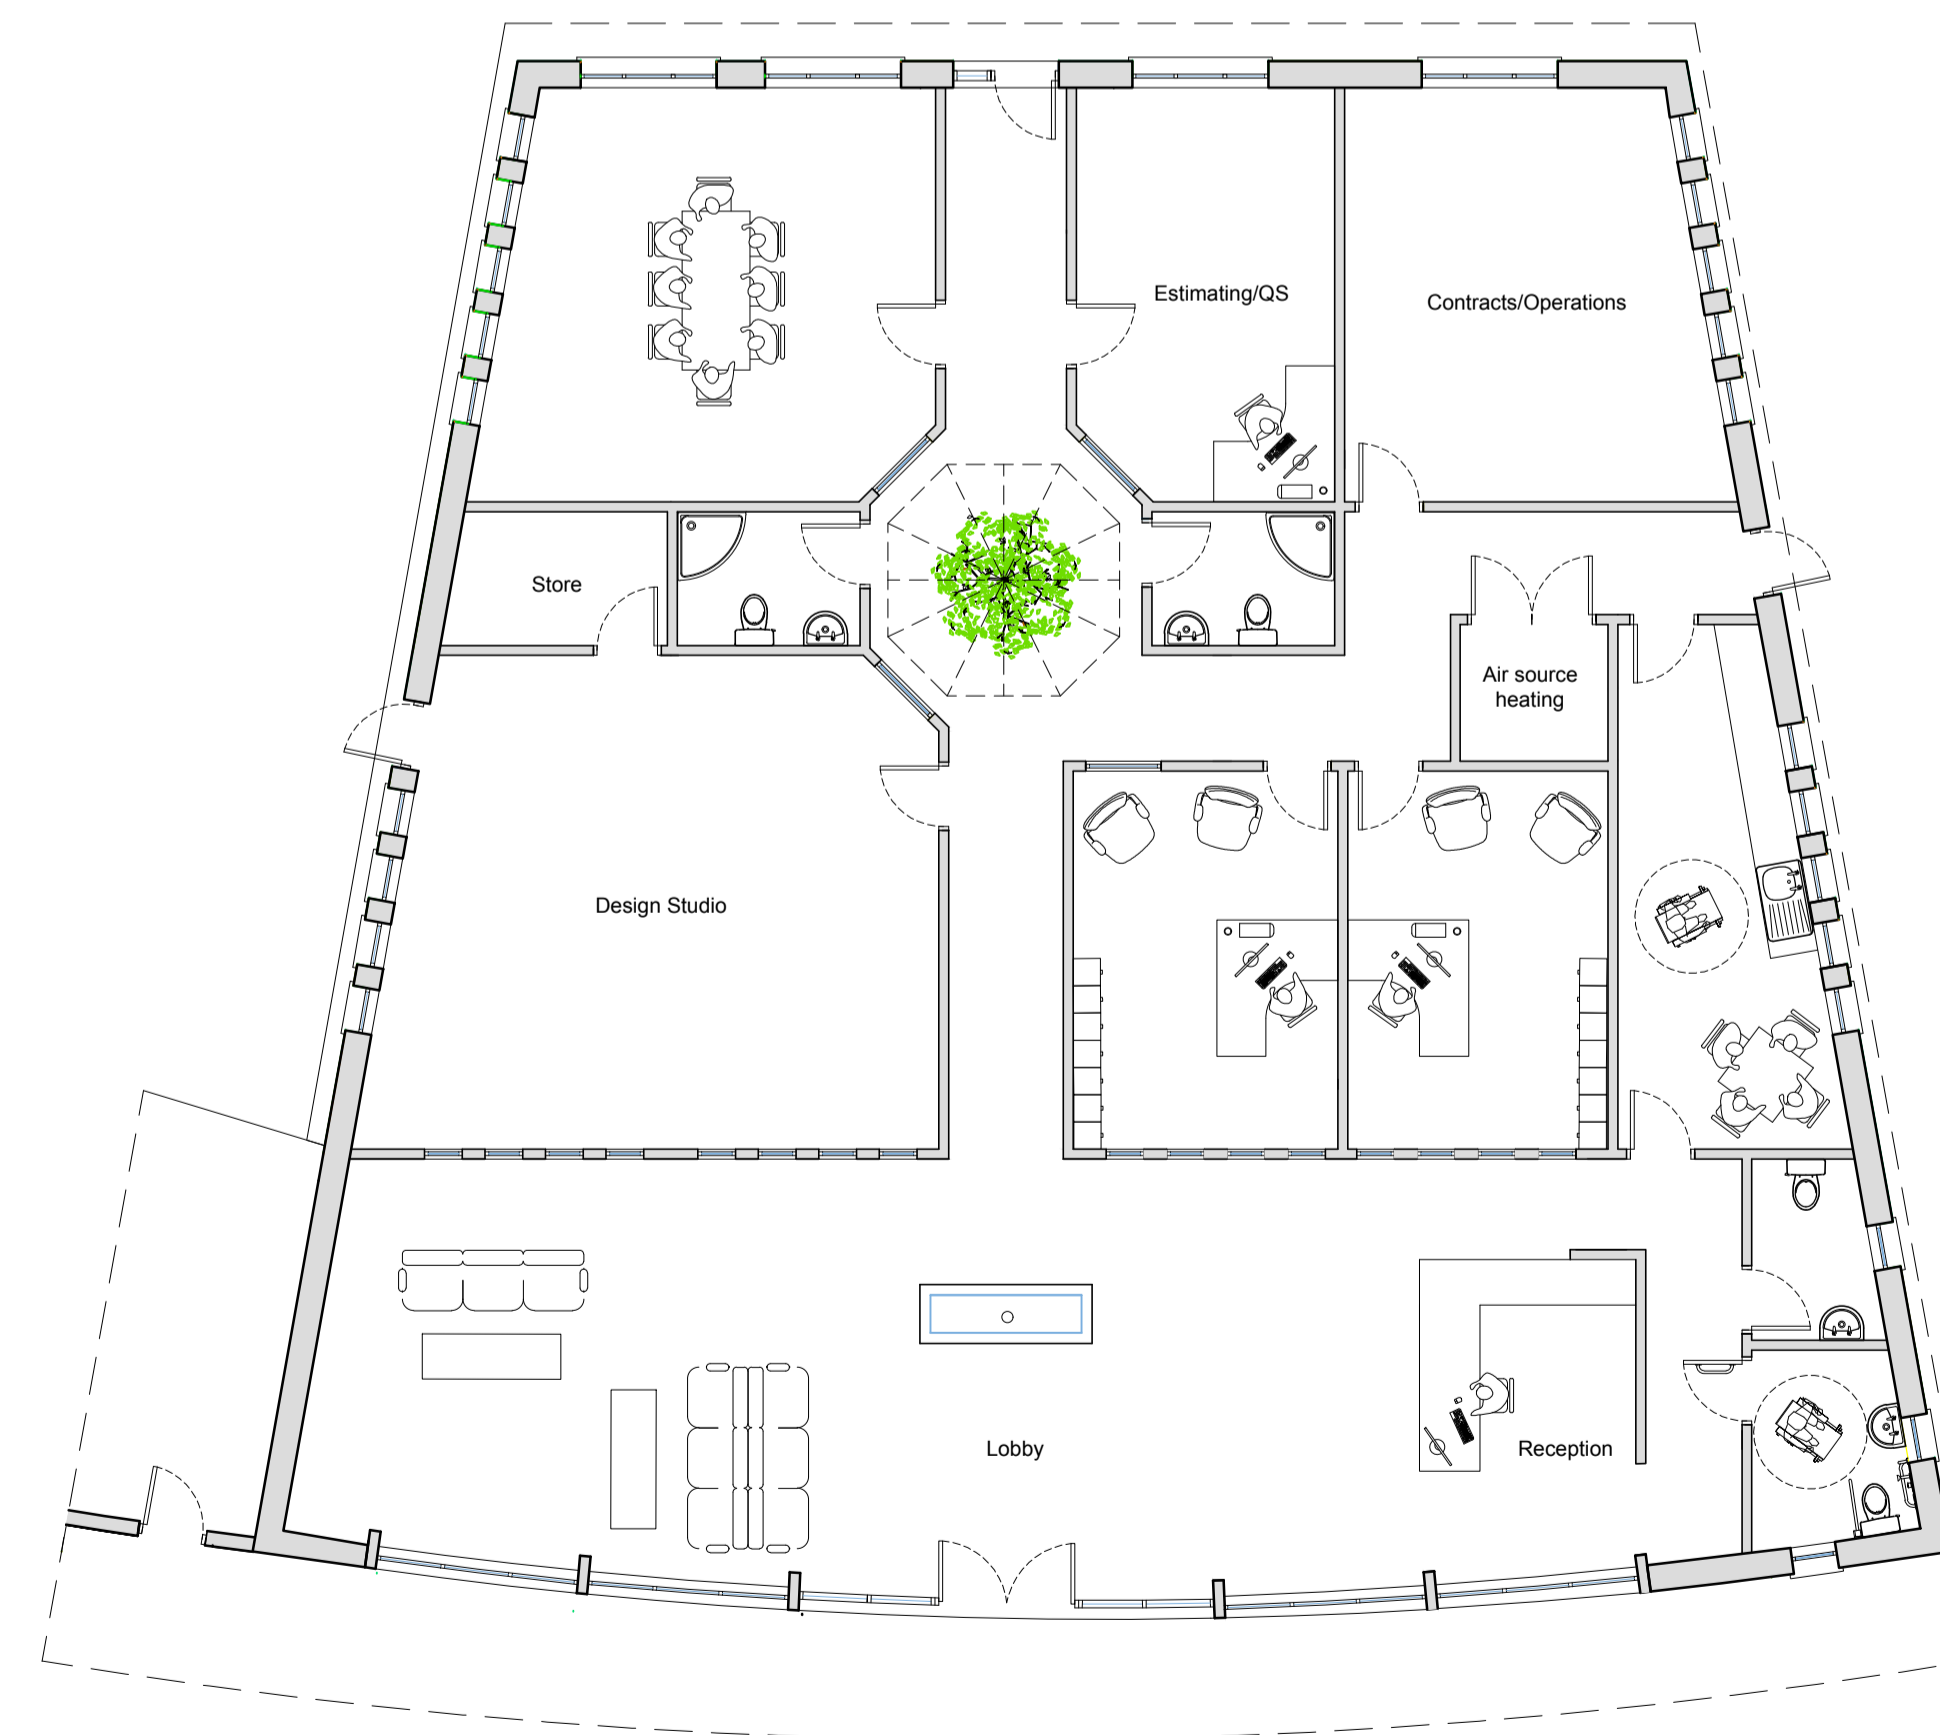 Estimating/QS
Contracts/Operations
Store
Air source
heating
Design Studio
Lobby
Reception